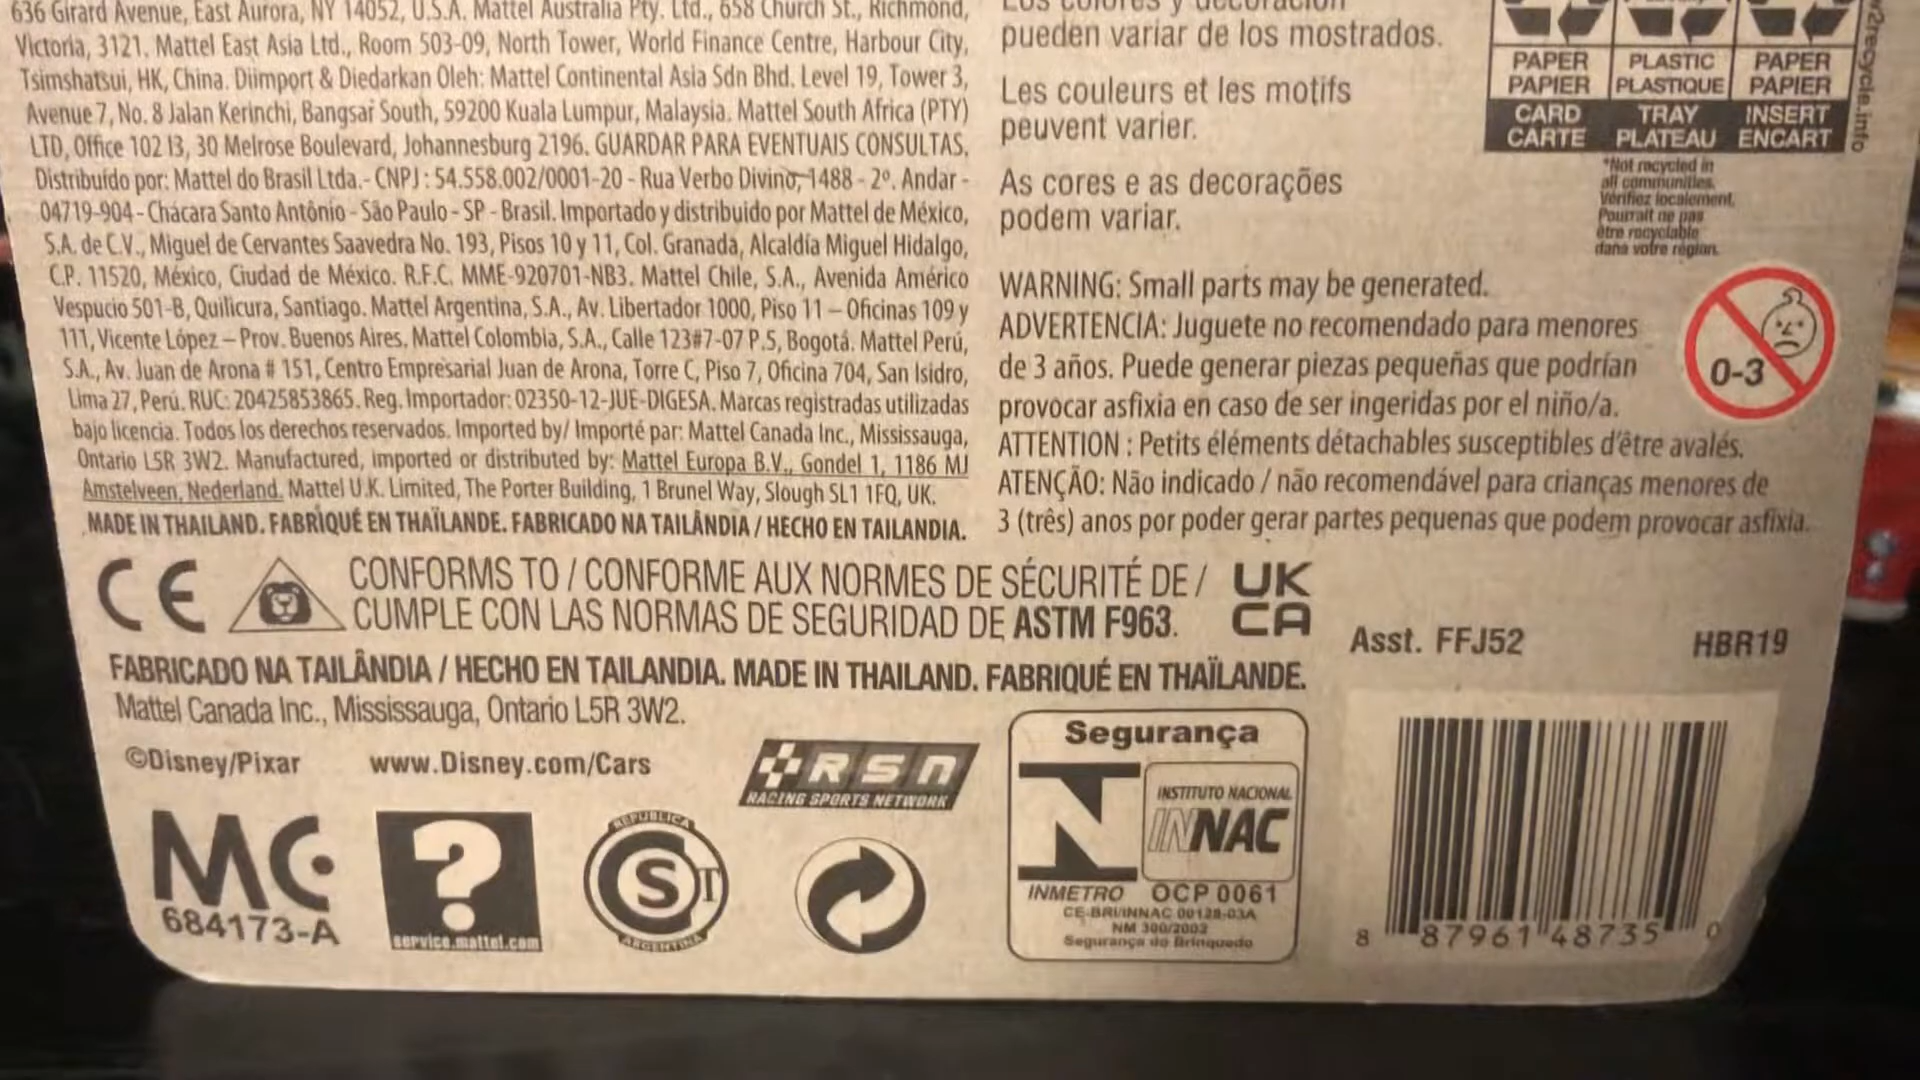 636 Girard Avenue, East Aurora, NY 14052, U.S.A. Mattel Australia Pty. Ltd., 658 Church St., Richmond,
Victoria, 3121. Mattel East Asia Ltd., Room 503-09, North Tower, World Finance Centre, Harbour City,
Tsimshatsui, HK, China. Diimport & Diedarkan Oleh: Mattel Continental Asia Sdn Bhd. Level 19, Tower 3,
Avenue 7, No. 8 Jalan Kerinchi, Bangsar South, 59200 Kuala Lumpur, Malaysia. Mattel South Africa (PTY)
LTD, Office 102 I3, 30 Melrose Boulevard, Johannesburg 2196. GUARDAR PARA EVENTUAIS CONSULTAS.
Distribuído por: Mattel do Brasil Ltda.- CNPJ : 54.558.002/0001-20 - Rua Verbo Divino, 1488 - 2º. Andar -
04719-904 - Chácara Santo Antônio - São Paulo - SP - Brasil. Importado y distribuido por Mattel de México,
S.A. de C.V., Miguel de Cervantes Saavedra No. 193, Pisos 10 y 11, Col. Granada, Alcaldía Miguel Hidalgo,
C.P. 11520, México, Ciudad de México. R.F.C. MME-920701-NB3. Mattel Chile, S.A., Avenida Américo
Vespucio 501-B, Quilicura, Santiago. Mattel Argentina, S.A., Av. Libertador 1000, Piso 11 – Oficinas 109 y
111, Vicente López – Prov. Buenos Aires. Mattel Colombia, S.A., Calle 123#7-07 P.5, Bogotá. Mattel Perú,
S.A., Av. Juan de Arona # 151, Centro Empresarial Juan de Arona, Torre C, Piso 7, Oficina 704, San Isidro,
Lima 27, Perú. RUC: 20425853865. Reg. Importador: 02350-12-JUE-DIGESA. Marcas registradas utilizadas
bajo licencia. Todos los derechos reservados. Imported by/ Importé par: Mattel Canada Inc., Mississauga,
Ontario L5R 3W2. Manufactured, imported or distributed by: Mattel Europa B.V., Gondel 1, 1186 MJ
Amstelveen, Nederland. Mattel U.K. Limited, The Porter Building, 1 Brunel Way, Slough SL1 1FQ, UK.
MADE IN THAILAND. FABRIQUÉ EN THAÏLANDE. FABRICADO NA TAILÂNDIA / HECHO EN TAILANDIA.
Los colores y decoración
pueden variar de los mostrados.
Les couleurs et les motifs
peuvent varier.
As cores e as decorações
podem variar.
PAPER PLASTIC PAPER
PAPIER PLASTIQUE PAPIER
CARD TRAY INSERT
CARTE PLATEAU ENCART
w2recycle.info
*Not recycled in
all communities.
Vérifiez localement.
Pourrait ne pas
être recyclable
dans votre région.
WARNING: Small parts may be generated.
ADVERTENCIA: Juguete no recomendado para menores
de 3 años. Puede generar piezas pequeñas que podrían
provocar asfixia en caso de ser ingeridas por el niño/a.
ATTENTION : Petits éléments détachables susceptibles d'être avalés.
ATENÇÃO: Não indicado / não recomendável para crianças menores de
3 (três) anos por poder gerar partes pequenas que podem provocar asfixia.
0-3
CE
CONFORMS TO / CONFORME AUX NORMES DE SÉCURITÉ DE /
CUMPLE CON LAS NORMAS DE SEGURIDAD DE ASTM F963.
UK
CA
Asst. FFJ52
HBR19
FABRICADO NA TAILÂNDIA / HECHO EN TAILANDIA. MADE IN THAILAND. FABRIQUÉ EN THAÏLANDE.
Mattel Canada Inc., Mississauga, Ontario L5R 3W2.
©Disney/Pixar
www.Disney.com/Cars
RSN
RACING SPORTS NETWORK
MC
684173-A
?
service.mattel.com
REPUBLICA
S
ARGENTINA
Segurança
INSTITUTO NACIONAL
INNAC
INMETRO OCP 0061
CE-BRI/INNAC 00128-03A
NM 300/2002
Segurança do Brinquedo
8 87961 48735 0